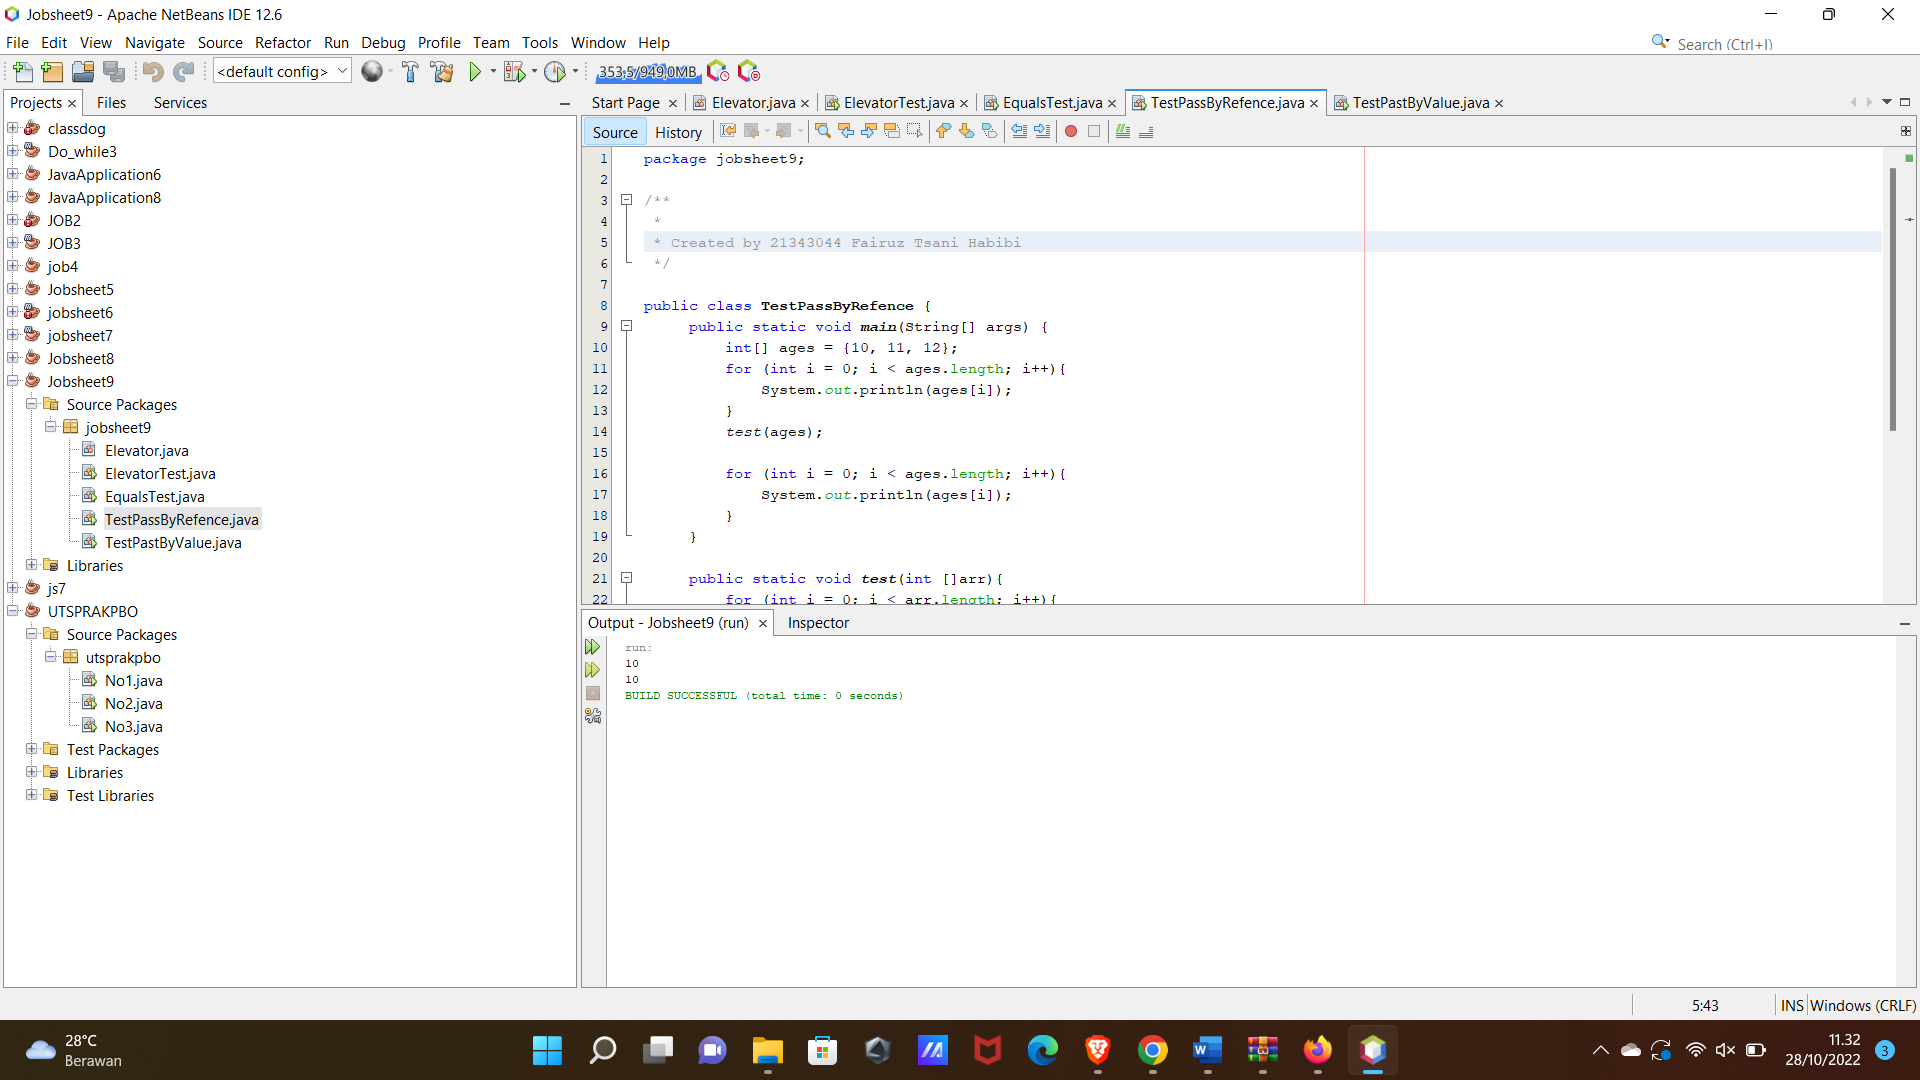 Jobsheet9 - Apache NetBeans IDE 12.6
File Edit View Navigate Source Refactor Run Debug Profile Team Tools Window Help
Search (Ctrl+I)
<default config>
353,5/949,0MB
Projects Files Services
classdog
Do_while3
JavaApplication6
JavaApplication8
JOB2
JOB3
job4
Jobsheet5
jobsheet6
jobsheet7
Jobsheet8
Jobsheet9
Source Packages
jobsheet9
Elevator.java
ElevatorTest.java
EqualsTest.java
TestPassByRefence.java
TestPastByValue.java
Libraries
js7
UTSPRAKPBO
Source Packages
utsprakpbo
No1.java
No2.java
No3.java
Test Packages
Libraries
Test Libraries
Start Page Elevator.java ElevatorTest.java EqualsTest.java TestPassByRefence.java TestPastByValue.java
Source History
1 package jobsheet9;
2
3 /**
4 *
5 * Created by 21343044 Fairuz Tsani Habibi
6 */
7
8 public class TestPassByRefence {
9 public static void main(String[] args) {
10 int[] ages = {10, 11, 12};
11 for (int i = 0; i < ages.length; i++){
12 System.out.println(ages[i]);
13 }
14 test(ages);
15
16 for (int i = 0; i < ages.length; i++){
17 System.out.println(ages[i]);
18 }
19 }
20
21 public static void test(int []arr){
22 for (int i = 0; i < arr.length; i++){
Output - Jobsheet9 (run) Inspector
run:
10
10
BUILD SUCCESSFUL (total time: 0 seconds)
5:43 INS Windows (CRLF)
28°C
Berawan
11.32
28/10/2022
3